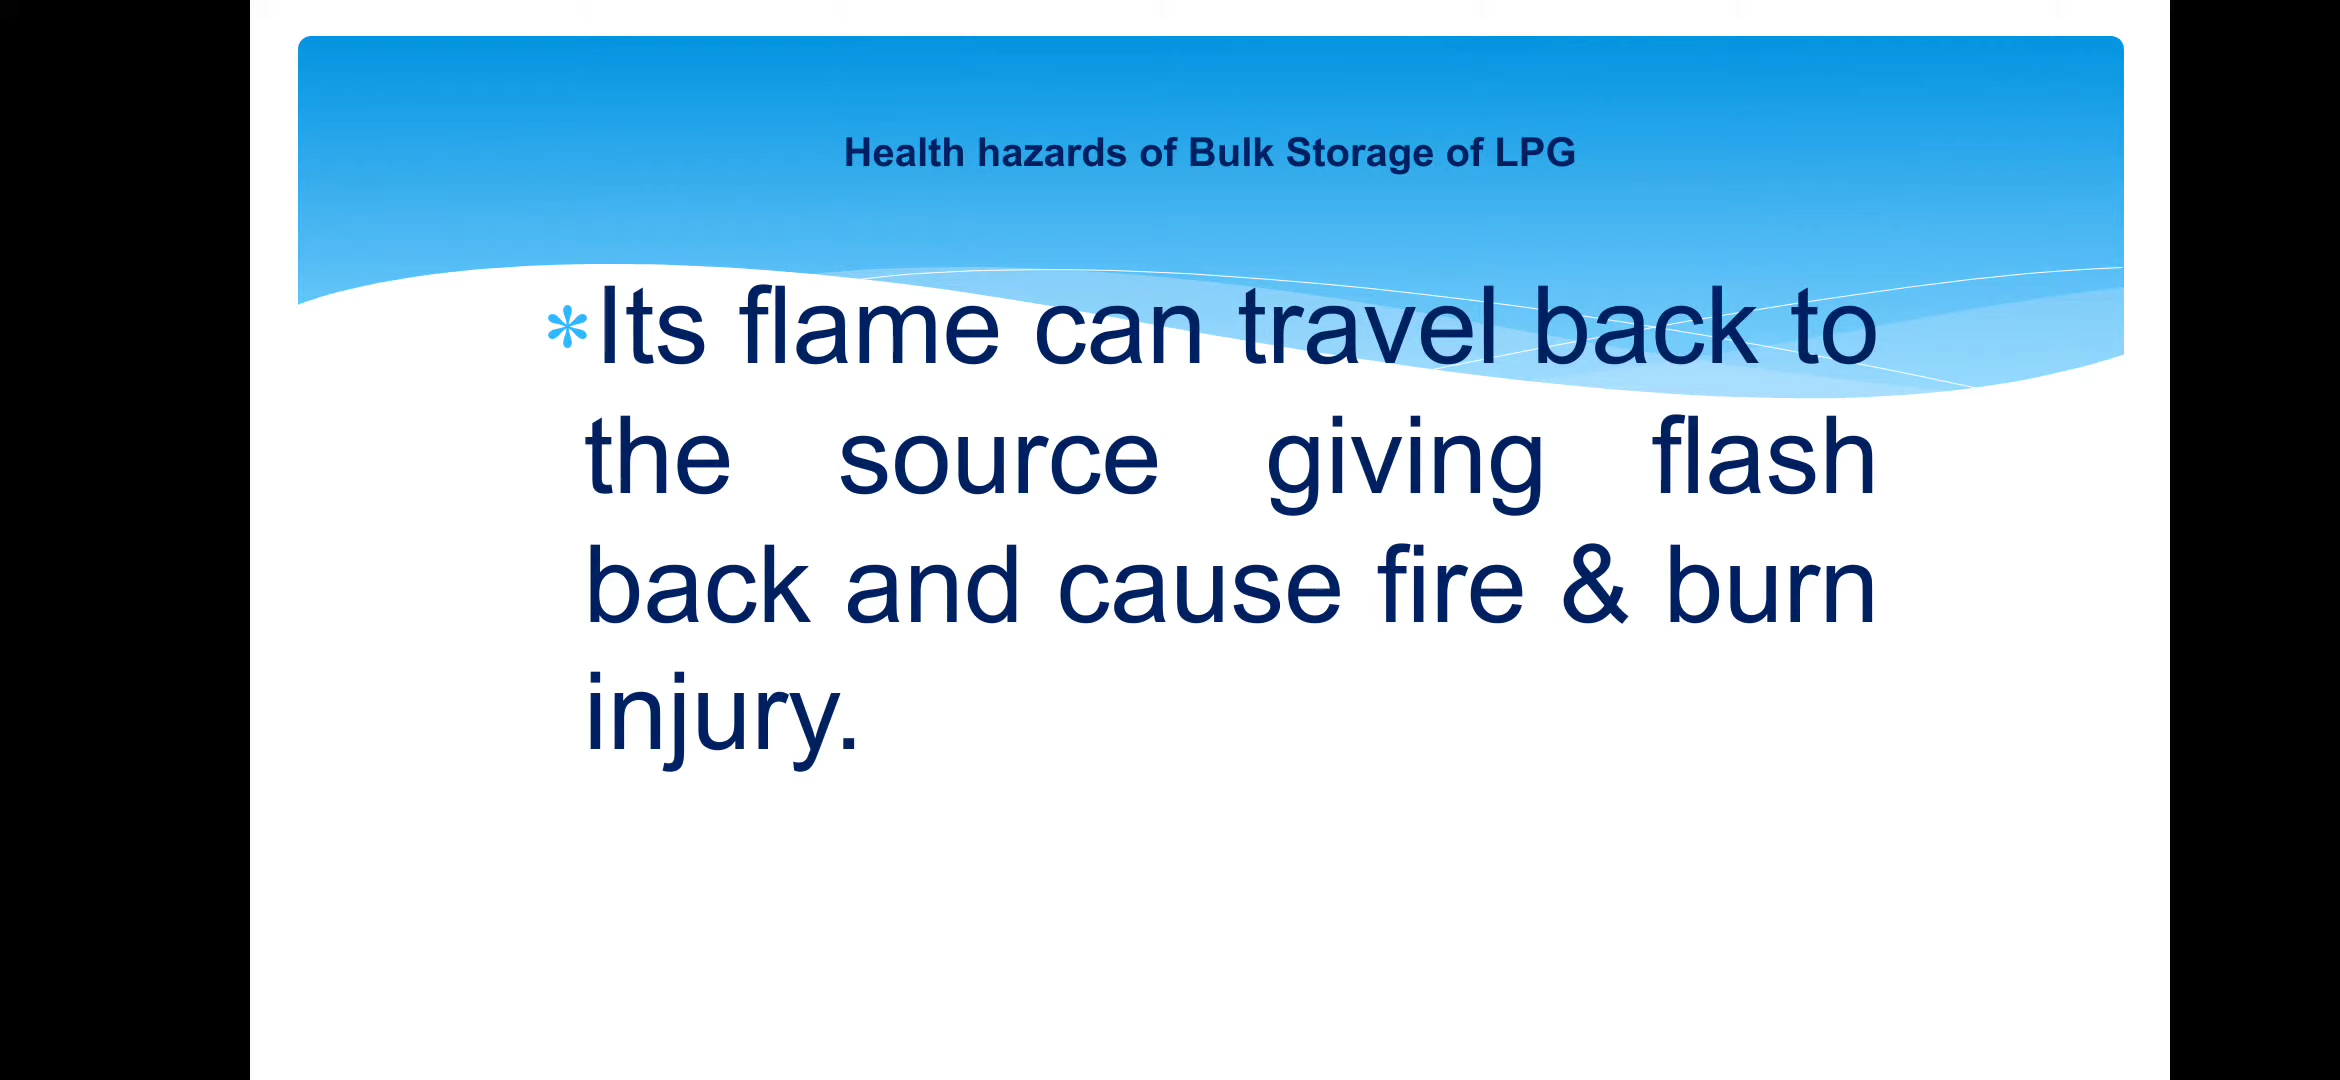 Health hazards of Bulk Storage of LPG
*Its flame can travel back to
the source giving flash
back and cause fire & burn
injury.